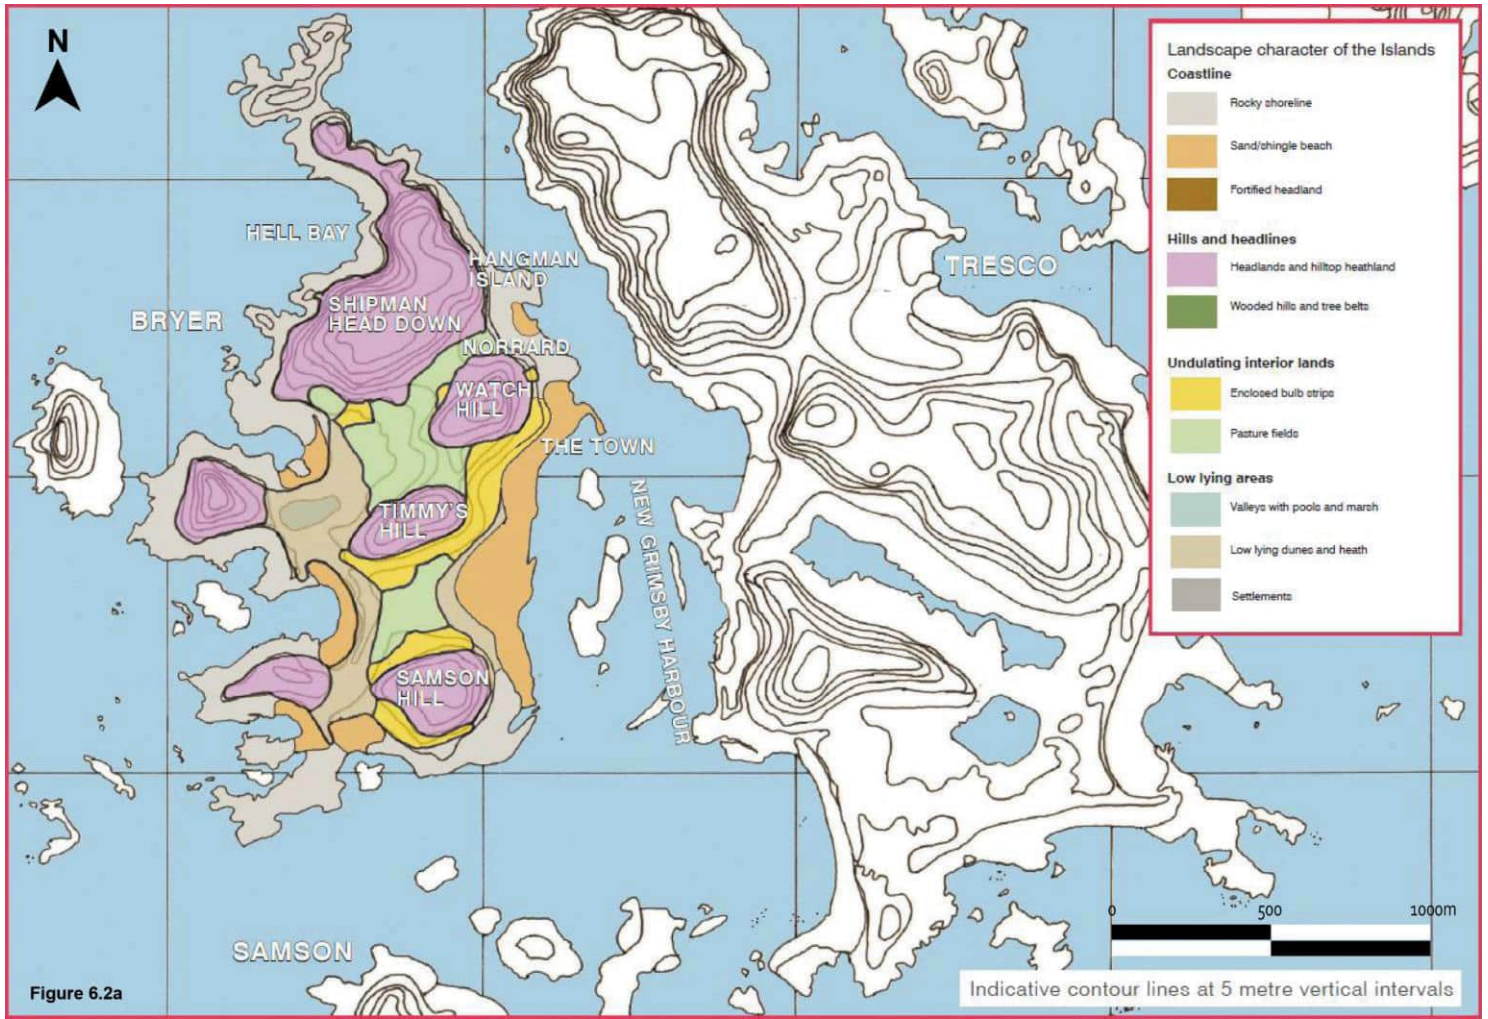 N
HELL BAY
HANGMAN
ISLAND
TRESCO
SHIPMAN
HEAD DOWN
BRYER
NORRARD
WATCH
HILL
THE TOWN
TIMMY'S
HILL
NEW GRIMSBY HARBOUR
SAMSON
HILL
SAMSON
Figure 6.2a
Landscape character of the Islands
Coastline
Rocky shoreline
Sand/shingle beach
Fortified headland
Hills and headlines
Headlands and hilltop heathland
Wooded hills and tree belts
Undulating interior lands
Enclosed bulb strips
Pasture fields
Low lying areas
Valleys with pools and marsh
Low lying dunes and heath
Settlements
0 500 1000m
Indicative contour lines at 5 metre vertical intervals